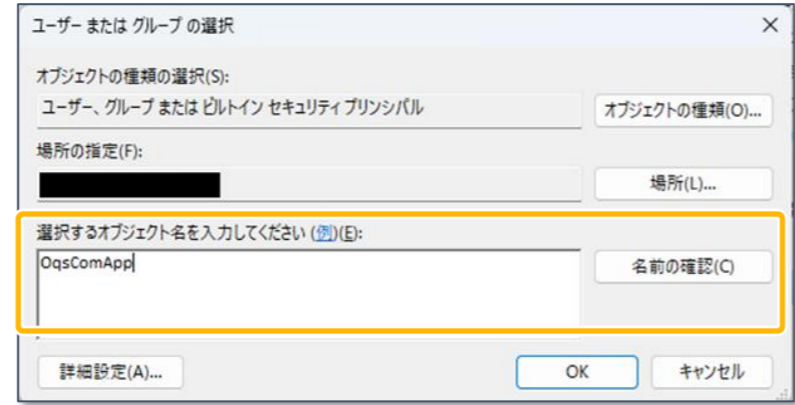 ユーザー または グループ の選択
オブジェクトの種類の選択(S):
ユーザー、グループ または ビルトイン セキュリティ プリンシパル
オブジェクトの種類(O)...
場所の指定(F):
場所(L)...
選択するオブジェクト名を入力してください (例)(E):
OqsComApp
名前の確認(C)
詳細設定(A)...
OK
キャンセル